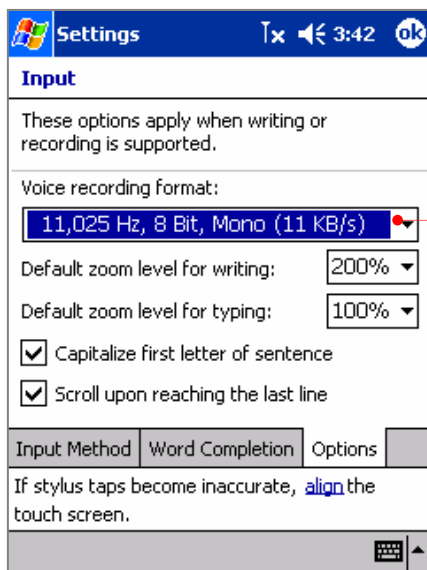 Settings 3:42 ok
Input
These options apply when writing or
recording is supported.
Voice recording format:
11,025 Hz, 8 Bit, Mono (11 KB/s)
Default zoom level for writing: 200%
Default zoom level for typing: 100%
Capitalize first letter of sentence
Scroll upon reaching the last line
Input Method Word Completion Options
If stylus taps become inaccurate, align the
touch screen.